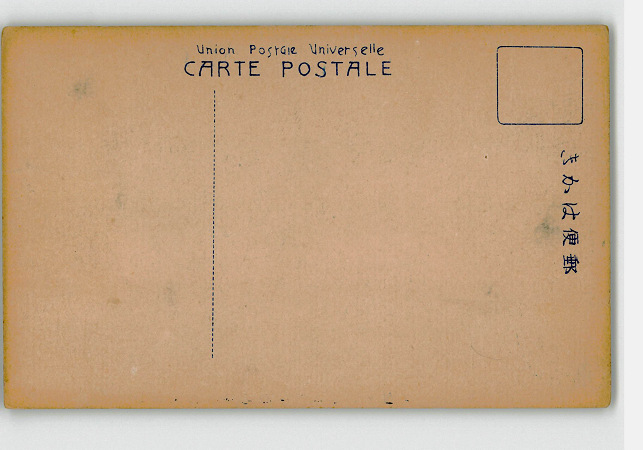 Union Postale Universelle
CARTE POSTALE
郵便はかき